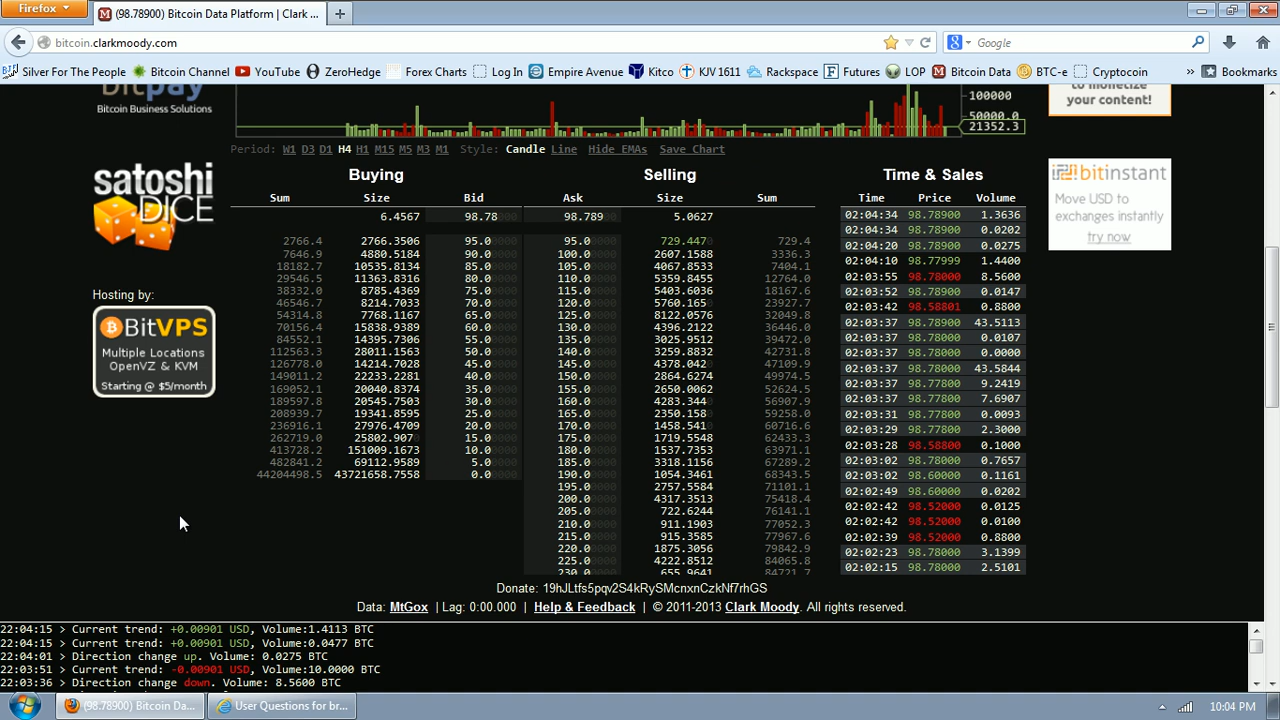 Firefox
(98.78900) Bitcoin Data Platform | Clark ...
bitcoin.clarkmoody.com
Google
Silver For The People Bitcoin Channel YouTube ZeroHedge Forex Charts Log In Empire Avenue Kitco KJV 1611 Rackspace Futures LOP Bitcoin Data BTC-e Cryptocoin » Bookmarks
bitpay
Bitcoin Business Solutions
100000
50000.0
21352.3
to monetize
your content!
Period: W1 D3 D1 H4 H1 M15 M5 M3 M1 Style: Candle Line Hide EMAs Save Chart
satoshi
DICE
Hosting by:
BitVPS
Multiple Locations
OpenVZ & KVM
Starting @ $5/month
Buying Selling
Sum Size Bid Ask Size Sum
6.4567 98.78 98.789 5.0627
2766.4 2766.3506 95.0 95.0 729.447 729.4
7646.9 4880.5184 90.0 100.0 2607.1588 3336.3
18182.7 10535.8134 85.0 105.0 4067.8533 7404.1
29546.5 11363.8316 80.0 110.0 5359.8455 12764.0
38332.0 8785.4369 75.0 115.0 5403.6036 18167.6
46546.7 8214.7033 70.0 120.0 5760.165 23927.7
54314.8 7768.1167 65.0 125.0 8122.0576 32049.8
70156.4 15838.9389 60.0 130.0 4396.2122 36446.0
84552.1 14395.7306 55.0 135.0 3025.9512 39472.0
112563.3 28011.1563 50.0 140.0 3259.8832 42731.8
126778.0 14214.7028 45.0 145.0 4378.042 47109.9
149011.2 22233.2281 40.0 150.0 2864.6274 49974.5
169052.1 20040.8374 35.0 155.0 2650.0062 52624.5
189597.8 20545.7503 30.0 160.0 4283.344 56907.9
208939.7 19341.8595 25.0 165.0 2350.158 59258.0
236916.1 27976.4709 20.0 170.0 1458.541 60716.6
262719.0 25802.907 15.0 175.0 1719.5548 62433.3
413728.2 151009.1673 10.0 180.0 1537.7353 63971.1
482841.2 69112.9589 5.0 185.0 3318.1156 67289.2
44204498.5 43721658.7558 0.0 190.0 1054.3461 68343.5
195.0 2757.5584 71101.1
200.0 4317.3513 75418.4
205.0 722.6244 76141.1
210.0 911.1903 77052.3
215.0 915.3585 77967.6
220.0 1875.3056 79842.9
225.0 4222.8512 84065.8
230.0 655.9641 84721.7
Time & Sales
Time Price Volume
02:04:34 98.78900 1.3636
02:04:34 98.78900 0.0202
02:04:20 98.78900 0.0275
02:04:10 98.77999 1.4400
02:03:55 98.78000 8.5600
02:03:52 98.78900 0.0147
02:03:42 98.58801 0.8800
02:03:37 98.78900 43.5113
02:03:37 98.78900 0.0107
02:03:37 98.78900 0.0000
02:03:37 98.78900 43.5844
02:03:37 98.77800 9.2419
02:03:37 98.77800 7.6907
02:03:31 98.77800 0.0093
02:03:29 98.77800 2.3000
02:03:28 98.58800 0.1000
02:03:02 98.78000 0.7657
02:03:02 98.60000 0.1161
02:02:49 98.60000 0.0202
02:02:42 98.52000 0.0125
02:02:42 98.52000 0.0100
02:02:39 98.52000 0.8800
02:02:23 98.78000 3.1399
02:02:15 98.78000 2.5101
bitinstant
Move USD to
exchanges instantly
try now
Donate: 19hJLtfs5pqv2S4kRySMcnxnCzkNf7rhGS
Data: MtGox | Lag: 0:00.000 | Help & Feedback | © 2011-2013 Clark Moody. All rights reserved.
22:04:15 > Current trend: +0.00901 USD, Volume:1.4113 BTC
22:04:15 > Current trend: +0.00901 USD, Volume:0.0477 BTC
22:04:01 > Direction change up. Volume: 0.0275 BTC
22:03:51 > Current trend: -0.00901 USD, Volume:10.0000 BTC
22:03:36 > Direction change down. Volume: 8.5600 BTC
(98.78900) Bitcoin Da... User Questions for br...
10:04 PM